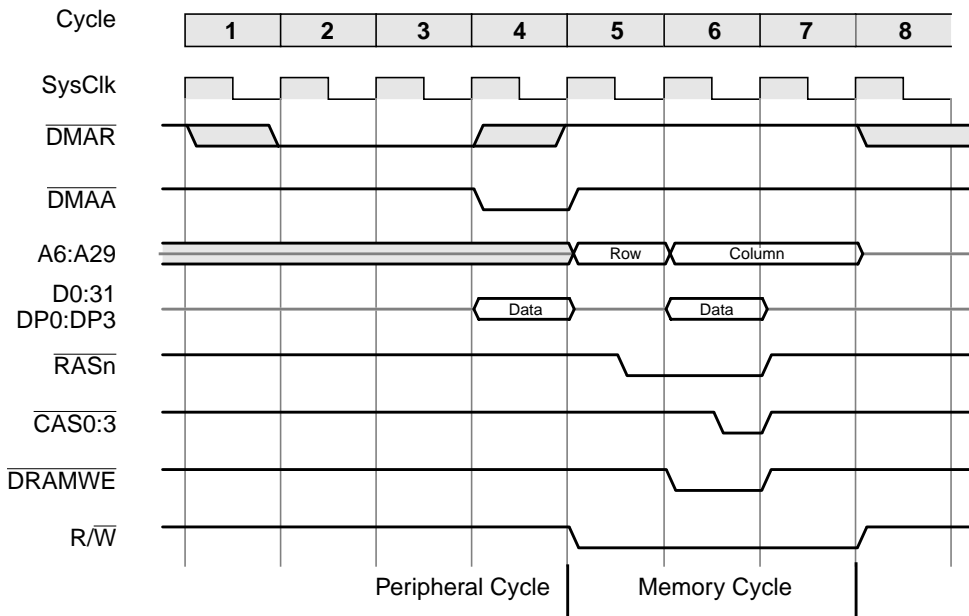 Cycle 1 2 3 4 5 6 7 8
SysClk
DMAR
DMAA
A6:A29 Row Column
D0:31
DP0:DP3 Data Data
RASn
CAS0:3
DRAMWE
R/W
Peripheral Cycle Memory Cycle